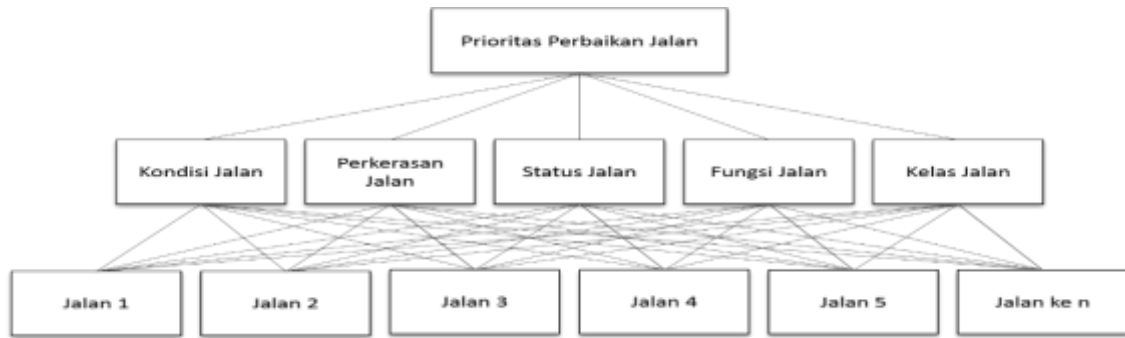 Prioritas Perbaikan Jalan
Kondisi Jalan
Perkerasan
Jalan
Status Jalan
Fungsi Jalan
Kelas Jalan
Jalan 1
Jalan 2
Jalan 3
Jalan 4
Jalan 5
Jalan ke n